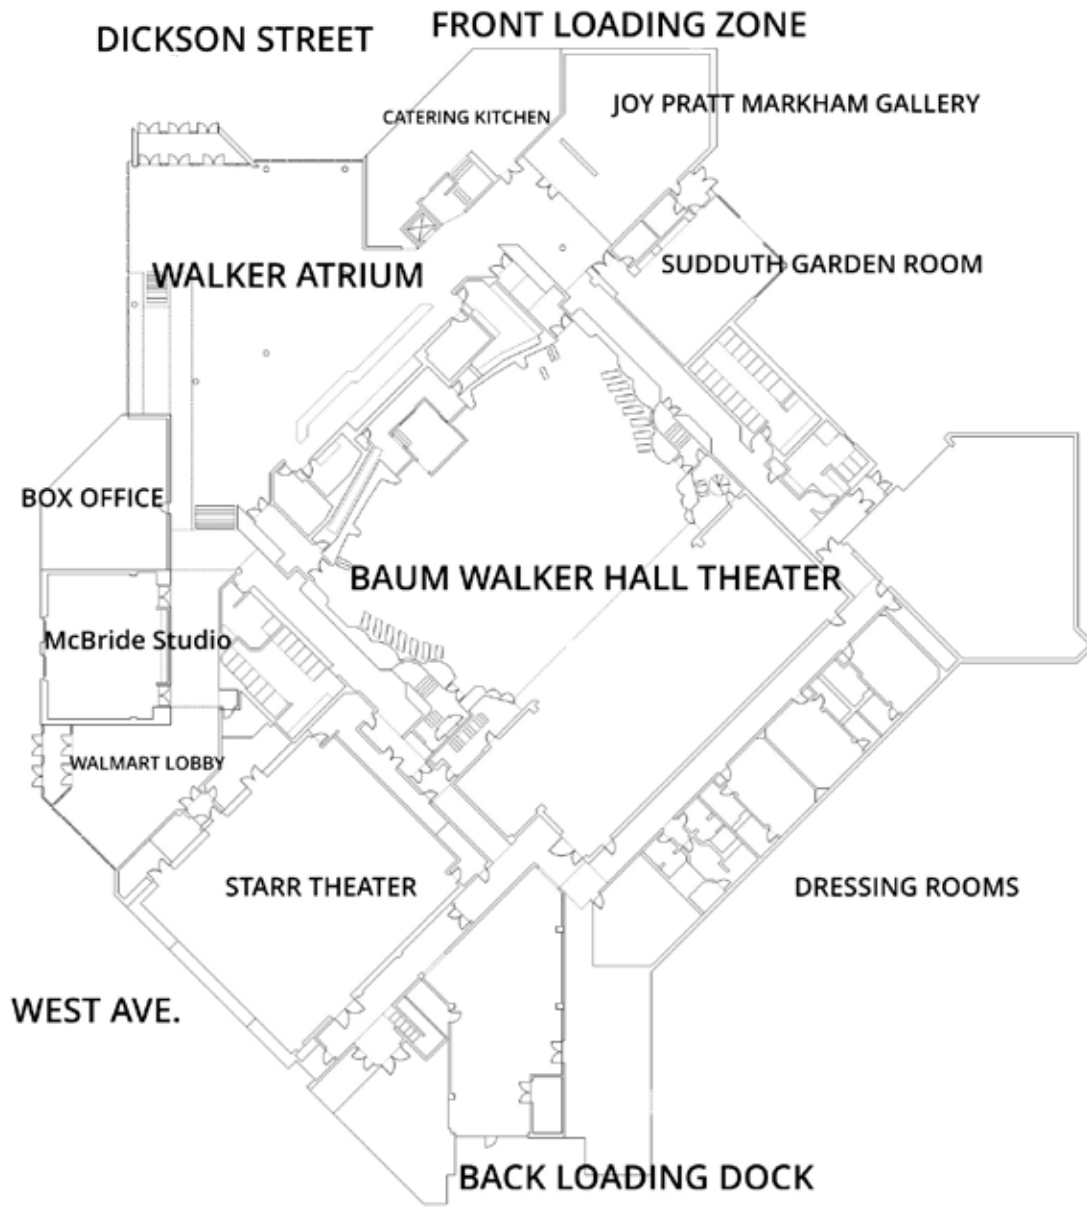 DICKSON STREET
FRONT LOADING ZONE
JOY PRATT MARKHAM GALLERY
CATERING KITCHEN
SUDDUTH GARDEN ROOM
WALKER ATRIUM
BOX OFFICE
BAUM WALKER HALL THEATER
McBride Studio
WALMART LOBBY
STARR THEATER
DRESSING ROOMS
WEST AVE.
BACK LOADING DOCK